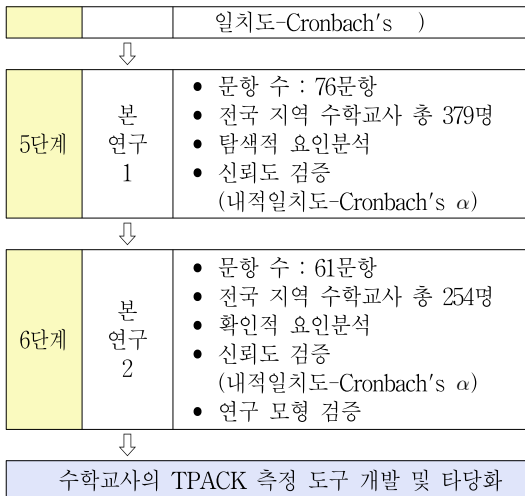 일치도-Cronbach's )
⇩
5단계
본
연구
1
● 문항 수 : 76문항
● 전국 지역 수학교사 총 379명
● 탐색적 요인분석
● 신뢰도 검증
(내적일치도-Cronbach's α)
⇩
6단계
본
연구
2
● 문항 수 : 61문항
● 전국 지역 수학교사 총 254명
● 확인적 요인분석
● 신뢰도 검증
(내적일치도-Cronbach's α)
● 연구 모형 검증
⇩
수학교사의 TPACK 측정 도구 개발 및 타당화